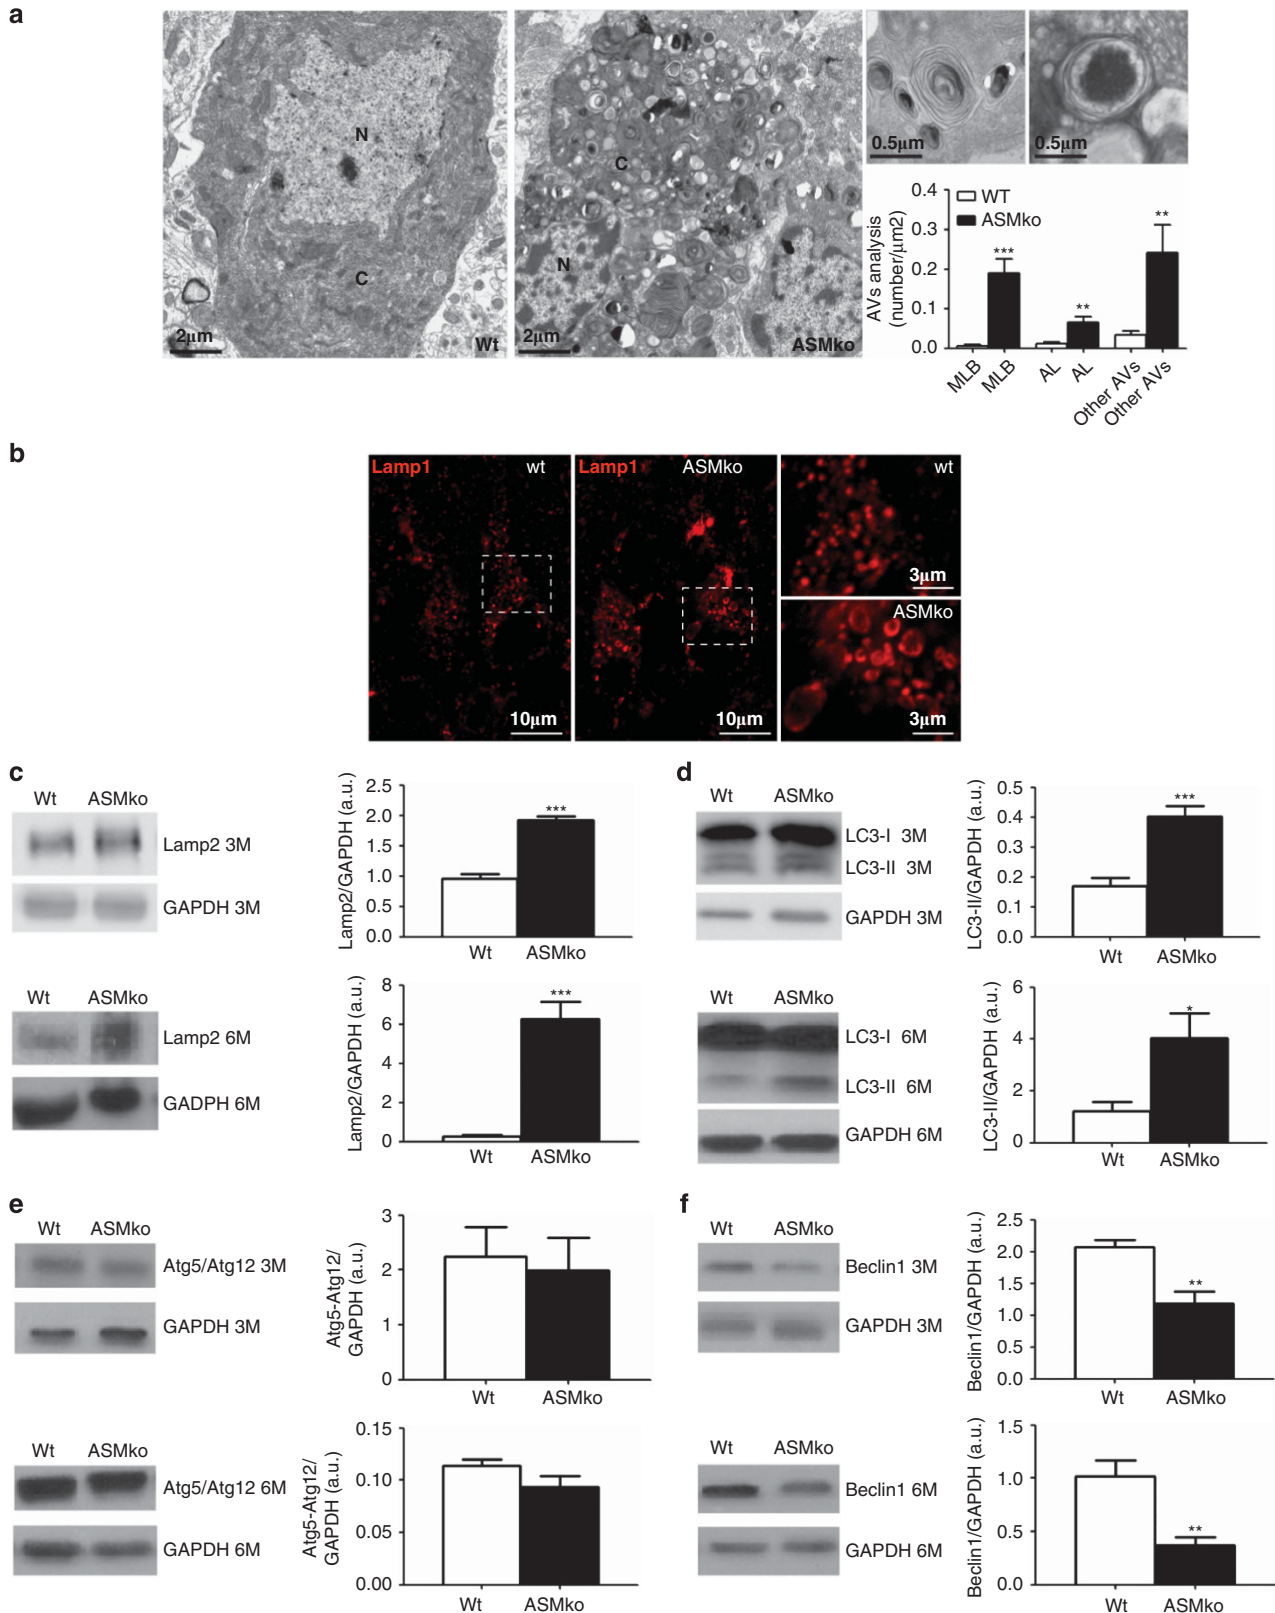 a
N
C
2μm
Wt
C
N
2μm
ASMko
0.5μm
0.5μm
AVs analysis
(number/μm2)
0.4
0.3
0.2
0.1
0.0
WT
ASMko
***
**
**
MLB
MLB
AL
AL
Other AVs
Other AVs
b
Lamp1
wt
10μm
Lamp1
ASMko
10μm
wt
3μm
ASMko
3μm
c
Wt
ASMko
Lamp2 3M
GAPDH 3M
Lamp2/GAPDH (a.u.)
2.5
2.0
1.5
1.0
0.5
0.0
***
Wt
ASMko
Wt
ASMko
Lamp2 6M
GADPH 6M
Lamp2/GAPDH (a.u.)
8
6
4
2
0
***
Wt
ASMko
d
Wt
ASMko
LC3-I 3M
LC3-II 3M
GAPDH 3M
LC3-II/GAPDH (a.u.)
0.5
0.4
0.3
0.2
0.1
0.0
***
Wt
ASMko
Wt
ASMko
LC3-I 6M
LC3-II 6M
GAPDH 6M
LC3-II/GAPDH (a.u.)
6
4
2
0
*
Wt
ASMko
e
Wt
ASMko
Atg5/Atg12 3M
GAPDH 3M
Atg5-Atg12/
GAPDH (a.u.)
3
2
1
0
Wt
ASMko
Wt
ASMko
Atg5/Atg12 6M
GAPDH 6M
Atg5-Atg12/
GAPDH (a.u.)
0.15
0.10
0.05
0.00
Wt
ASMko
f
Wt
ASMko
Beclin1 3M
GAPDH 3M
Beclin1/GAPDH (a.u.)
2.5
2.0
1.5
1.0
0.5
0.0
**
Wt
ASMko
Wt
ASMko
Beclin1 6M
GAPDH 6M
Beclin1/GAPDH (a.u.)
1.5
1.0
0.5
0.0
**
Wt
ASMko